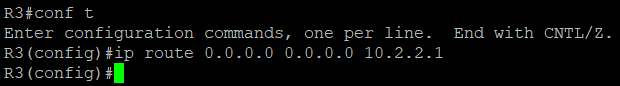 R3#conf t
Enter configuration commands, one per line.  End with CNTL/Z.
R3(config)#ip route 0.0.0.0 0.0.0.0 10.2.2.1
R3(config)#